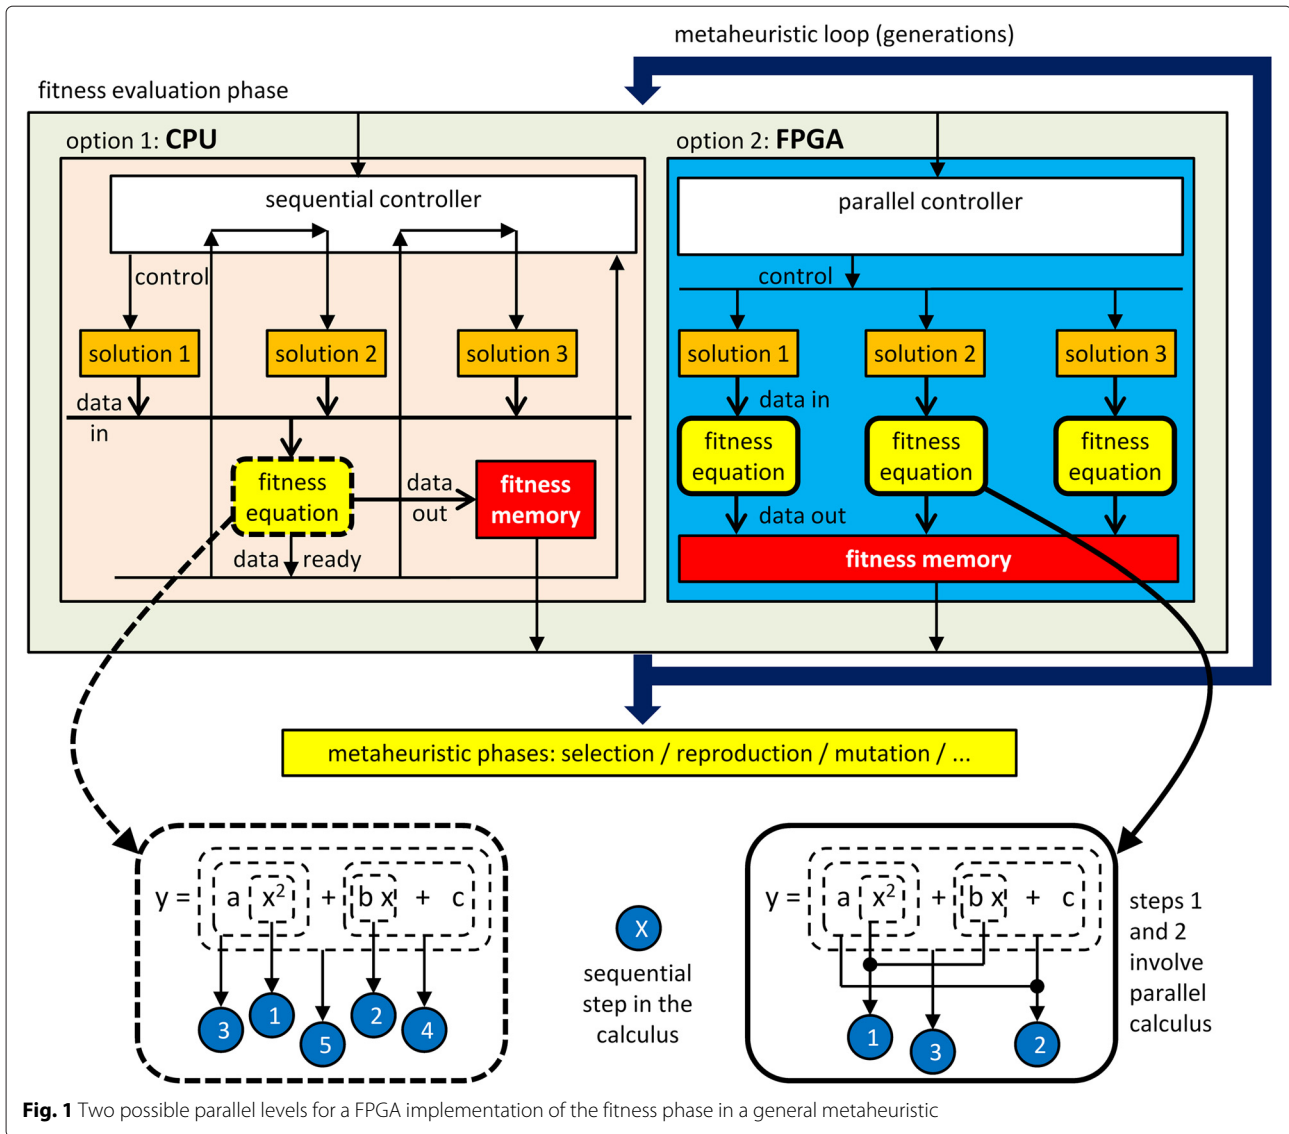 metaheuristic loop (generations)
fitness evaluation phase
option 1: CPU
sequential controller
control
solution 1
solution 2
solution 3
data
in
fitness
equation
data
out
fitness
memory
data ready
option 2: FPGA
parallel controller
control
solution 1
solution 2
solution 3
data in
fitness
equation
fitness
equation
fitness
equation
data out
fitness memory
metaheuristic phases: selection / reproduction / mutation / ...
y = a x² + b x + c
3
1
5
2
4
X
sequential
step in the
calculus
y = a x² + b x + c
1
3
2
steps 1
and 2
involve
parallel
calculus
Fig. 1 Two possible parallel levels for a FPGA implementation of the fitness phase in a general metaheuristic